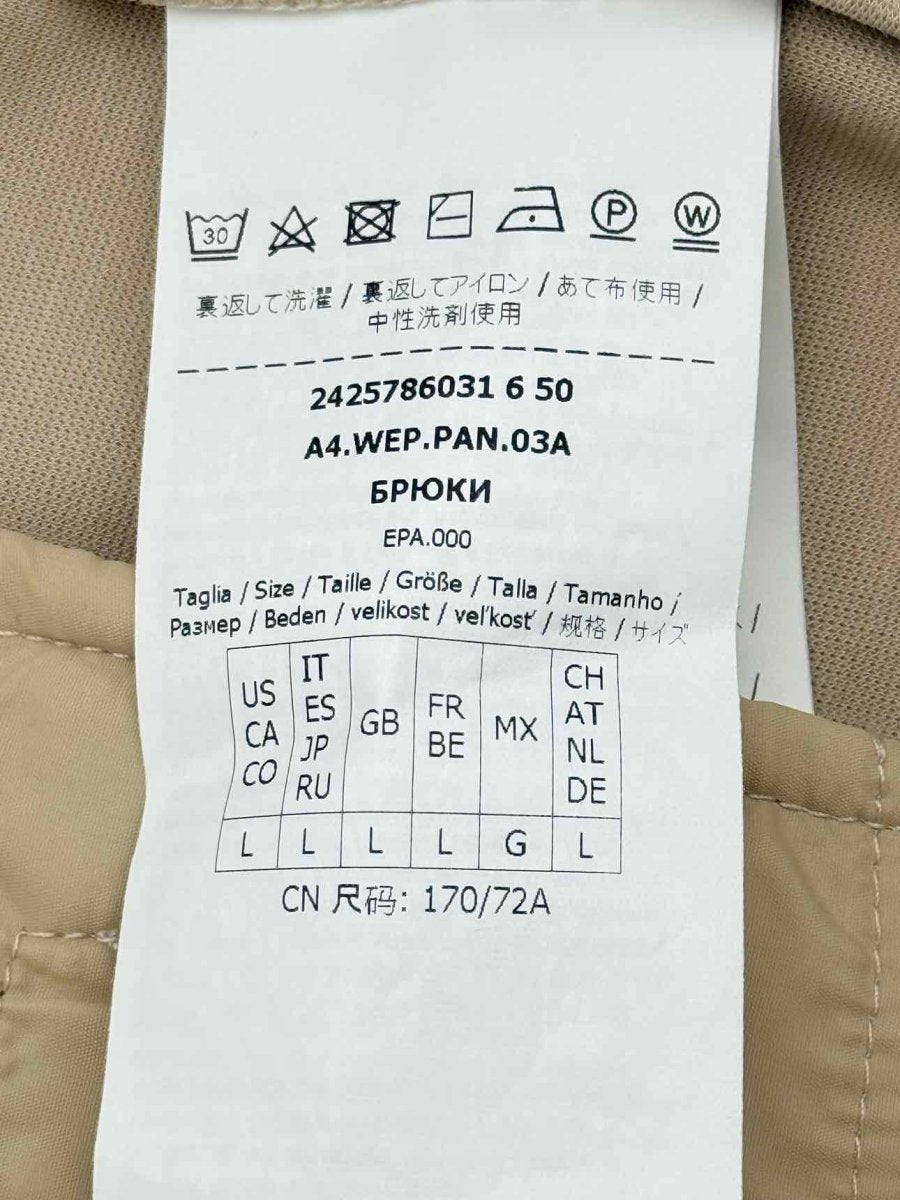 30 P W
裏返して洗濯 / 裏返してアイロン / あて布使用 /
中性洗剤使用
2425786031 6 50
A4.WEP.PAN.03A
БРЮКИ
EPA.000
Taglia / Size / Taille / Größe / Talla / Tamanho /
Размер / Beden / velikost / veľkosť / 规格 / サイズ
US CA CO
IT ES JP RU
GB
FR BE
MX
CH AT NL DE
L L L L G L
CN 尺码: 170/72A